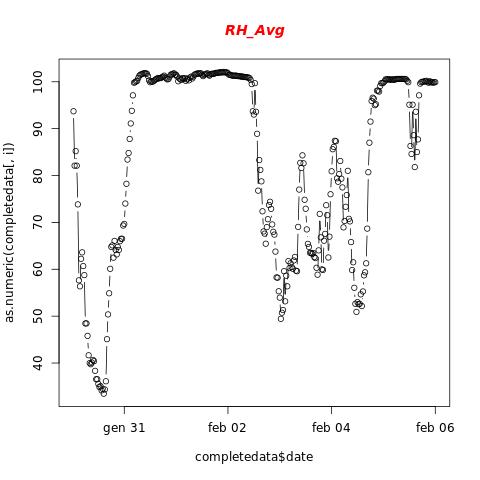 RH_Avg
as.numeric(completedata[, i])
100
90
80
70
60
50
40
gen 31
feb 02
feb 04
feb 06
completedata$date